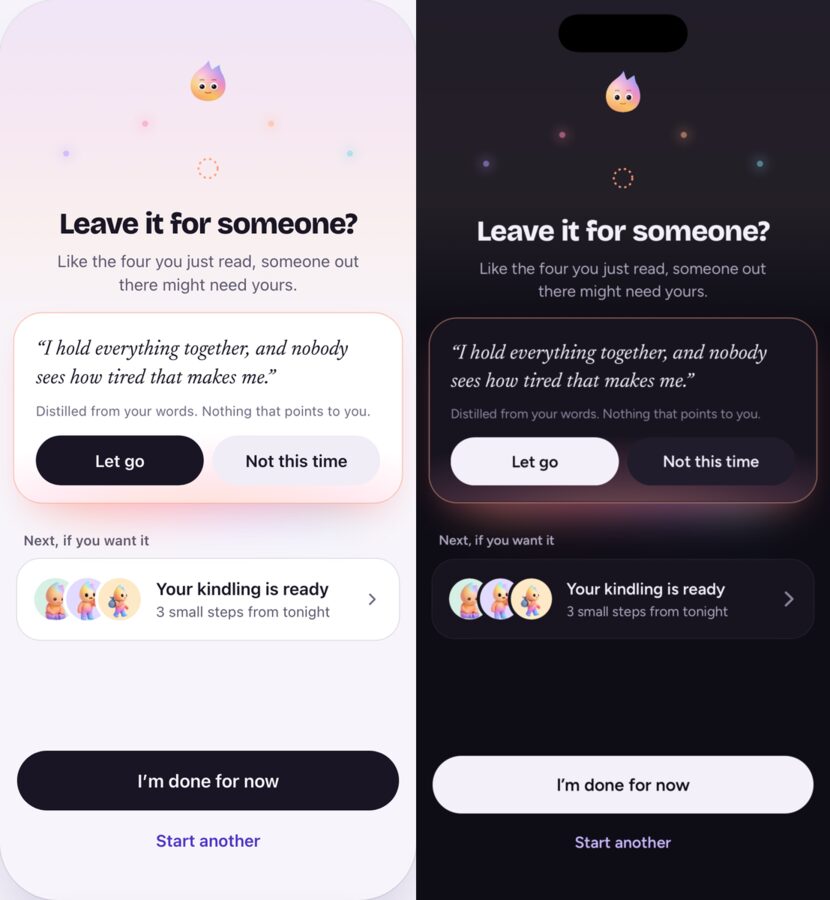 Leave it for someone?
Like the four you just read, someone out
there might need yours.
“I hold everything together, and nobody
sees how tired that makes me.”
Distilled from your words. Nothing that points to you.
Let go
Not this time
Next, if you want it
Your kindling is ready
3 small steps from tonight
I’m done for now
Start another
Leave it for someone?
Like the four you just read, someone out
there might need yours.
“I hold everything together, and nobody
sees how tired that makes me.”
Distilled from your words. Nothing that points to you.
Let go
Not this time
Next, if you want it
Your kindling is ready
3 small steps from tonight
I’m done for now
Start another